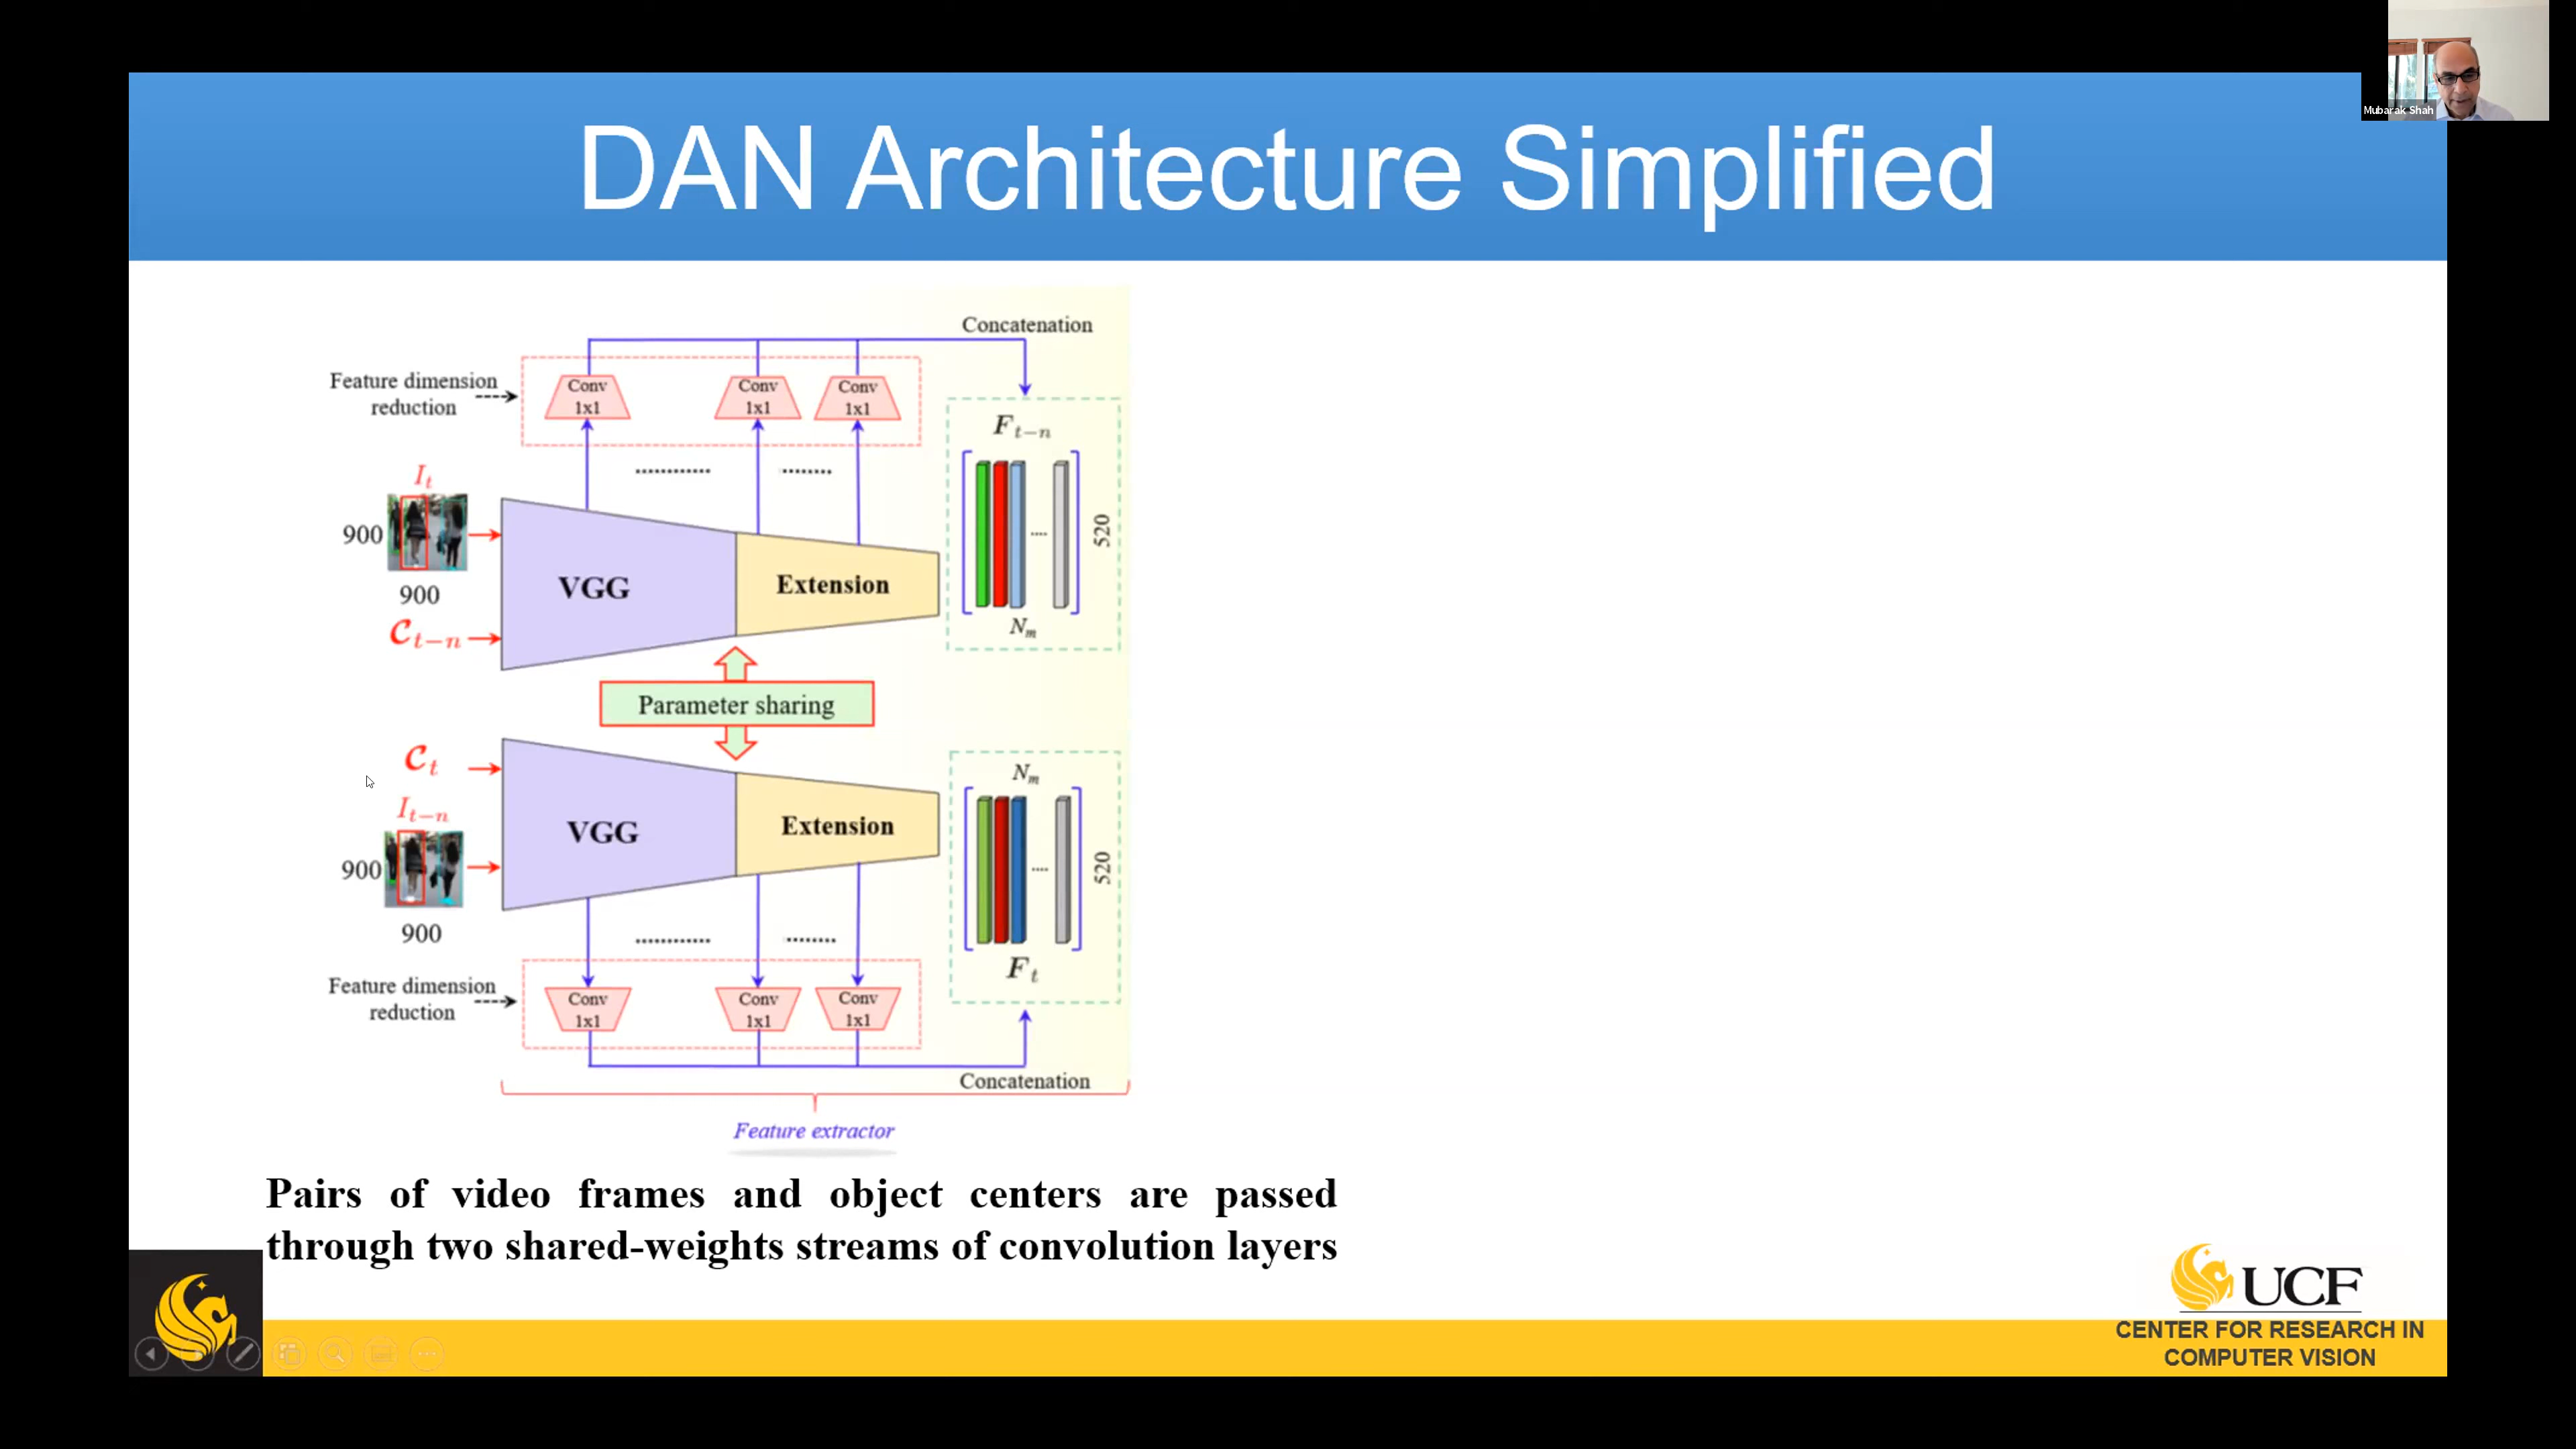 Mubarak Shah
DAN Architecture Simplified
Concatenation
Feature dimension
reduction
Conv
1x1
Conv
1x1
Conv
1x1
F t−n
I t
900
900
C t−n
VGG
Extension
520
N m
Parameter sharing
C t
I t−n
900
900
VGG
Extension
N m
520
F t
Feature dimension
reduction
Conv
1x1
Conv
1x1
Conv
1x1
Concatenation
Feature extractor
Pairs of video frames and object centers are passed
through two shared-weights streams of convolution layers
UCF
CENTER FOR RESEARCH IN
COMPUTER VISION